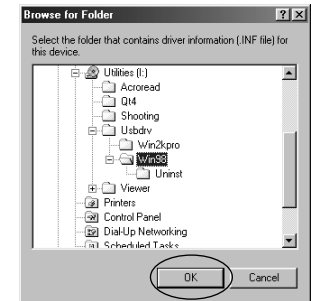 Browse for Folder
Select the folder that contains driver information (.INF file) for
this device.
Utilities (I:)
Acroread
Qt4
Shooting
Usbdrv
Win2kpro
Win98
Uninst
Viewer
Printers
Control Panel
Dial-Up Networking
Scheduled Tasks
OK Cancel